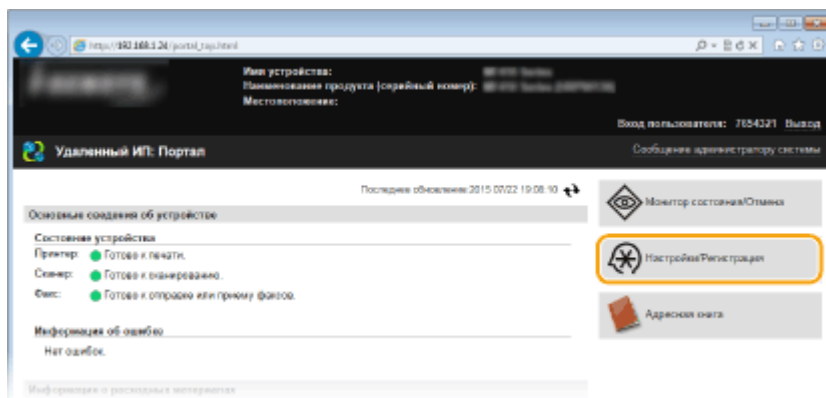 http://192.168.1.24/portal_top.html
Имя устройства:
Наименование продукта (серийный номер):
Местоположение:
Вход пользователя: 7654321 Выход
Удаленный ИП: Портал
Сообщение администратору системы
Последнее обновление: 2015 07/22 19:08:10
Монитор состояния/Отмена
Основные сведения об устройстве
Состояние устройства
Принтер: Готово к печати.
Настройки/Регистрация
Сканер: Готово к сканированию.
Факс: Готово к отправке или приему факсов.
Адресная книга
Информация об ошибке
Нет ошибок.
Информация о расходных материалах